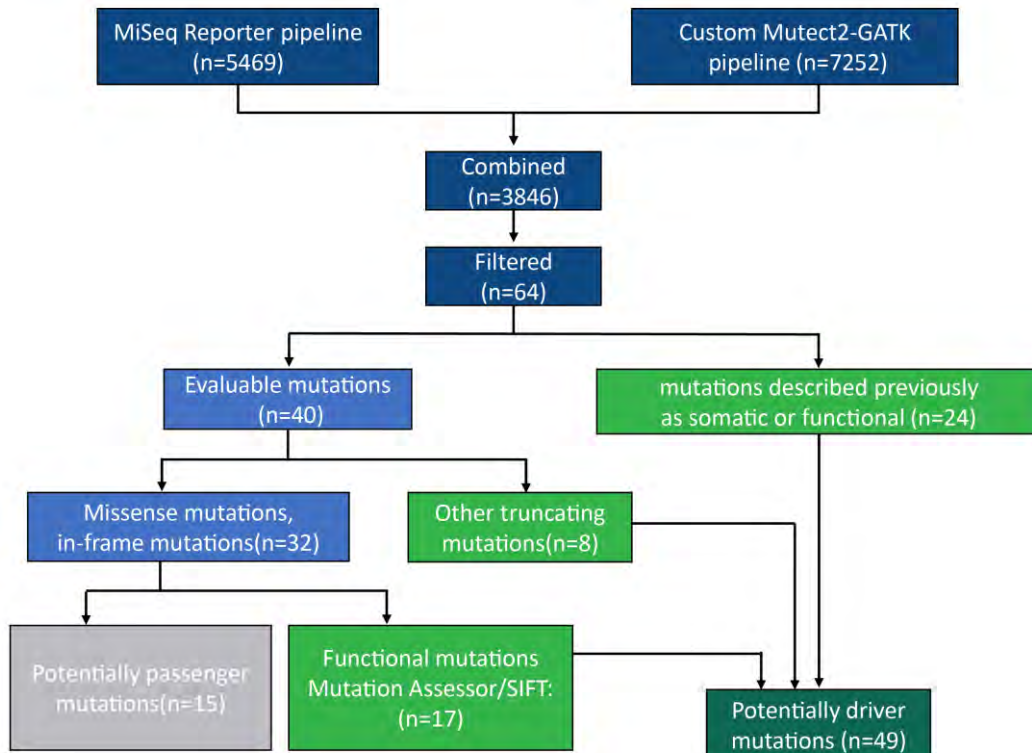 MiSeq Reporter pipeline
(n=5469)
Custom Mutect2-GATK
pipeline (n=7252)
Combined
(n=3846)
Filtered
(n=64)
Evaluable mutations
(n=40)
mutations described previously
as somatic or functional (n=24)
Missense mutations,
in-frame mutations(n=32)
Other truncating
mutations(n=8)
Potentially passenger
mutations(n=15)
Functional mutations
Mutation Assessor/SIFT:
(n=17)
Potentially driver
mutations (n=49)